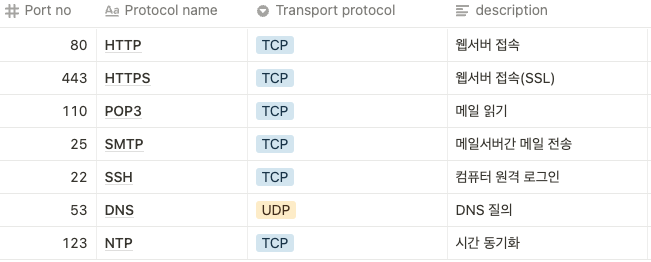 Port no Protocol name Transport protocol description
80 HTTP TCP 웹서버 접속
443 HTTPS TCP 웹서버 접속(SSL)
110 POP3 TCP 메일 읽기
25 SMTP TCP 메일서버간 메일 전송
22 SSH TCP 컴퓨터 원격 로그인
53 DNS UDP DNS 질의
123 NTP TCP 시간 동기화